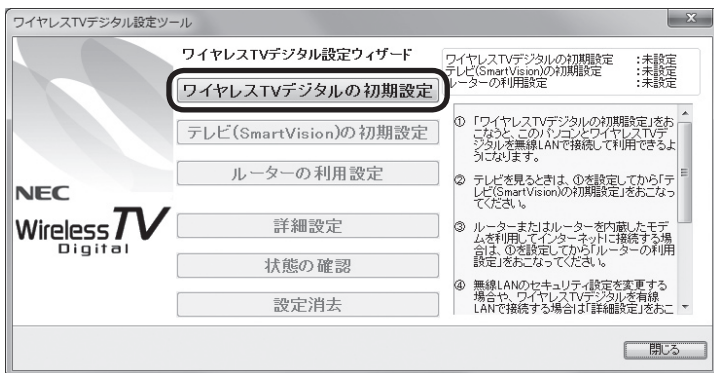 ワイヤレスTVデジタル設定ツール
ワイヤレスTVデジタル設定ウィザード
ワイヤレスTVデジタルの初期設定
テレビ(SmartVision)の初期設定
ルーターの利用設定
詳細設定
状態の確認
設定消去
NEC
Wireless TV
Digital
ワイヤレスTVデジタルの初期設定 :未設定
テレビ(SmartVision)の初期設定 :未設定
ルーターの利用設定 :未設定
① 「ワイヤレスTVデジタルの初期設定」をお
こなうと、このパソコンとワイヤレスTVデ
ジタルを無線LANで接続して利用できるよ
うになります。
② テレビを見るときは、①を設定してから「テ
レビ(SmartVision)の初期設定」をおこなっ
てください。
③ ルーターまたはルーターを内蔵したモデ
ムを利用してインターネットに接続する場
合は、①を設定してから「ルーターの利用
設定」をおこなってください。
④ 無線LANのセキュリティ設定を変更する
場合や、ワイヤレスTVデジタルを有線
LANで接続する場合は「詳細設定」をおこ
閉じる